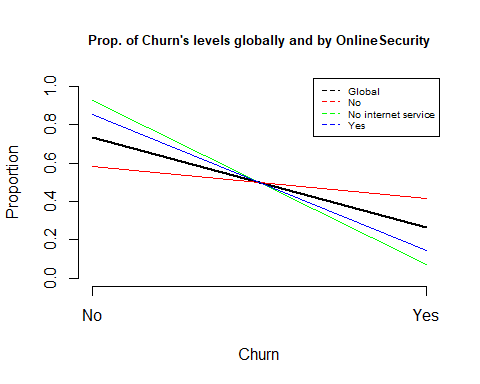 Prop. of Churn's levels globally and by OnlineSecurity
Global
No
No internet service
Yes
Proportion
1.0
0.8
0.6
0.4
0.2
0.0
No
Yes
Churn